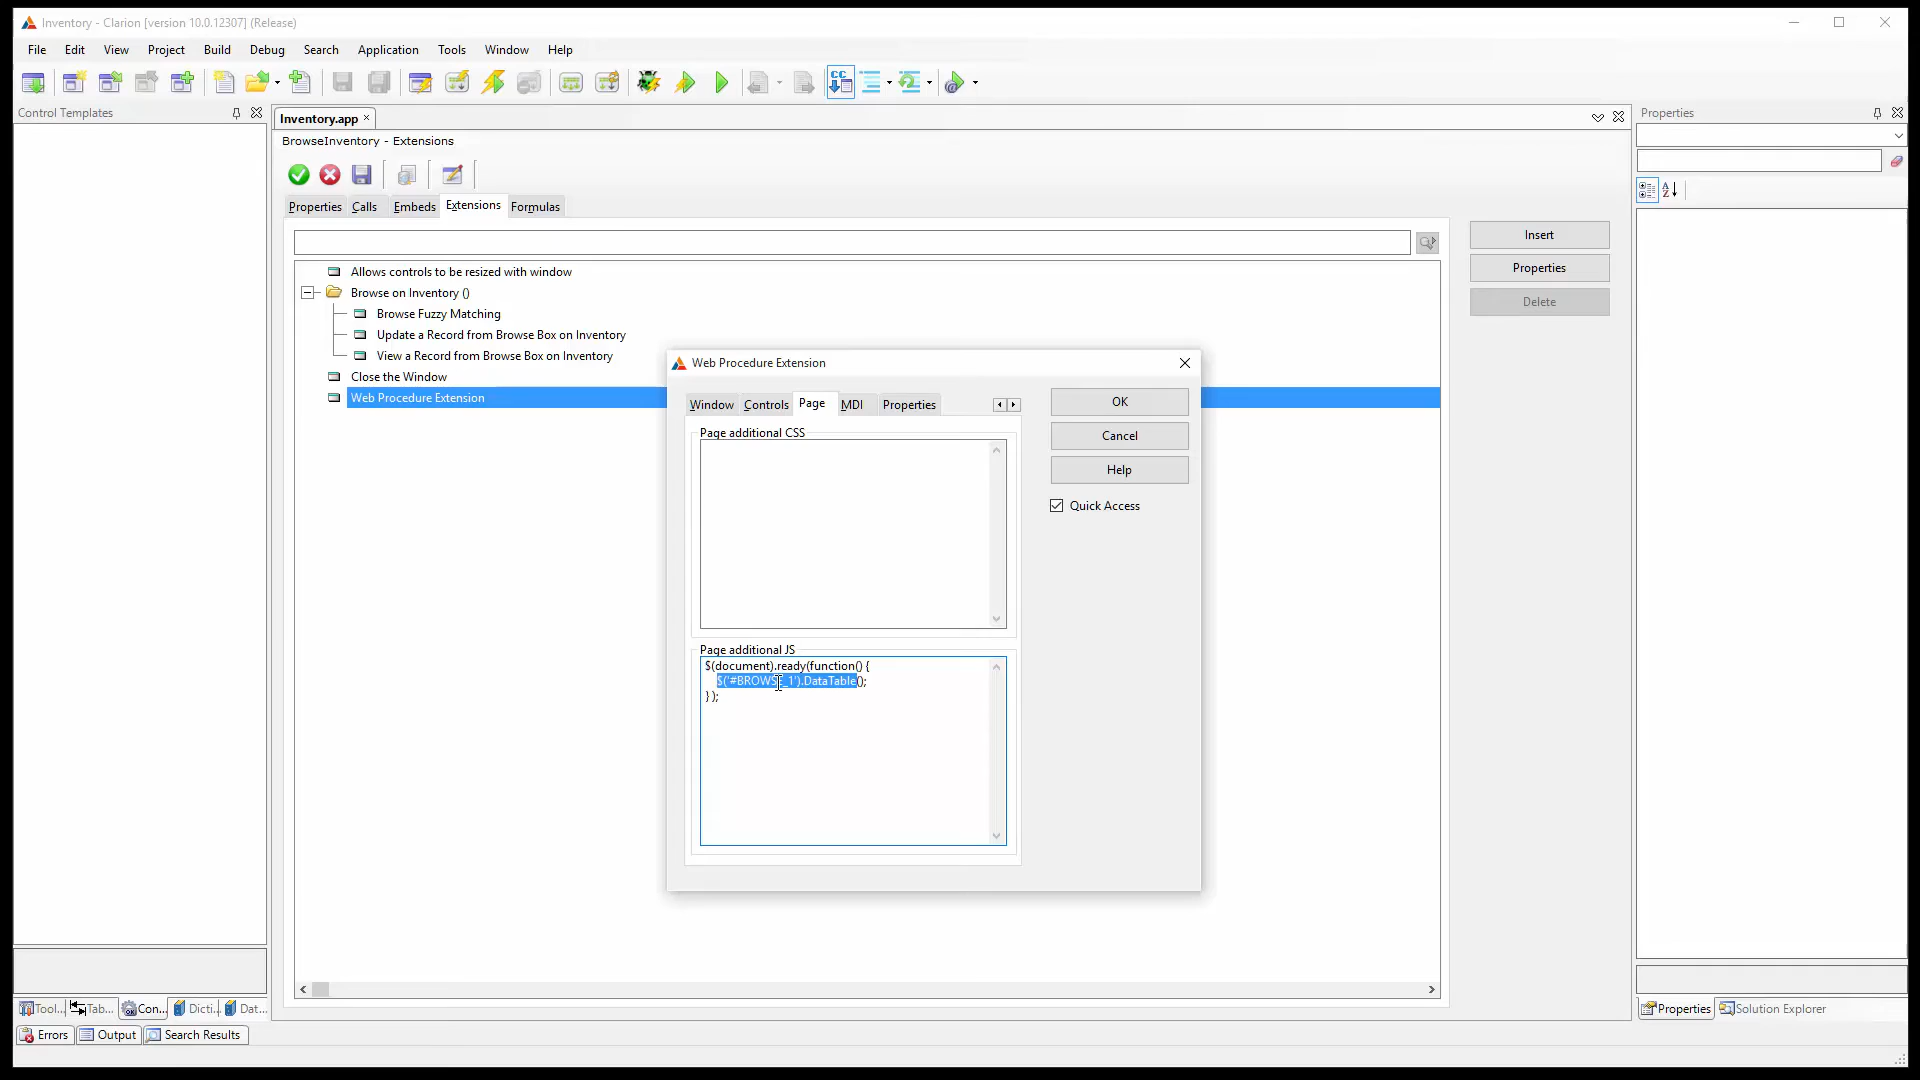 Inventory - Clarion [version 10.0.12307] (Release)
File Edit View Project Build Debug Search Application Tools Window Help
Control Templates
Inventory.app
Properties
BrowseInventory - Extensions
Properties Calls Embeds Extensions Formulas
Insert
Properties
Delete
Allows controls to be resized with window
Browse on Inventory ()
Browse Fuzzy Matching
Update a Record from Browse Box on Inventory
View a Record from Browse Box on Inventory
Close the Window
Web Procedure Extension
Web Procedure Extension
Window Controls Page MDI Properties
OK
Cancel
Help
Quick Access
Page additional CSS
Page additional JS
$(document).ready(function() {
$('#BROWSE_1').DataTable();
} );
Tool... Tab... Con... Dicti... Dat...
Properties Solution Explorer
Errors Output Search Results